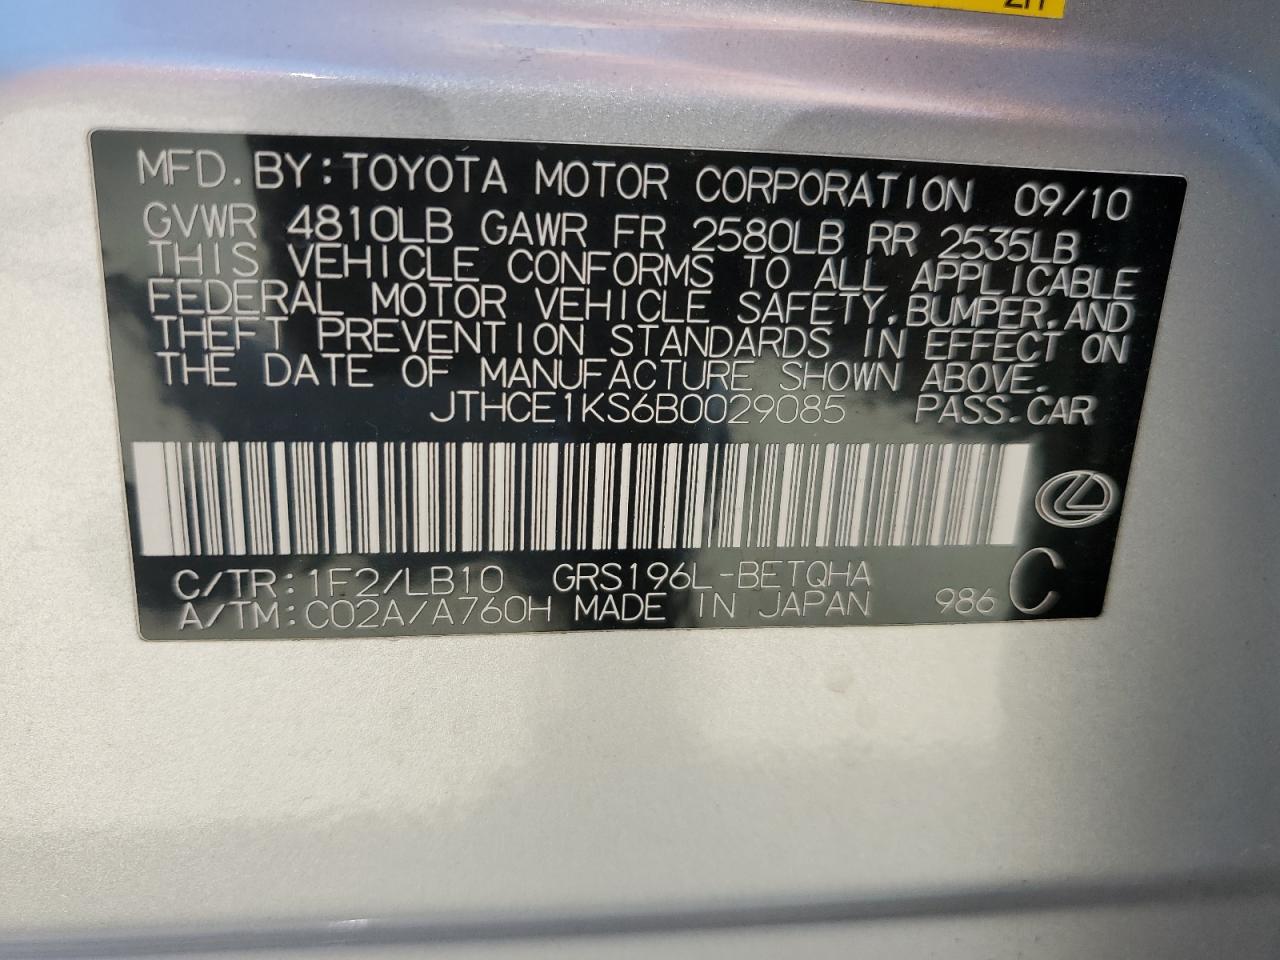 MFD. BY: TOYOTA MOTOR CORPORATION 09/10
GVWR 4810LB GAWR FR 2580LB RR 2535LB
THIS VEHICLE CONFORMS TO ALL APPLICABLE
FEDERAL MOTOR VEHICLE SAFETY, BUMPER, AND
THEFT PREVENTION STANDARDS IN EFFECT ON
THE DATE OF MANUFACTURE SHOWN ABOVE.
JTHCE1KS6B0029085 PASS.CAR
C/TR: 1F2/LB10 GRS196L-BETQHA
A/TM: C02A/A760H MADE IN JAPAN 986 C